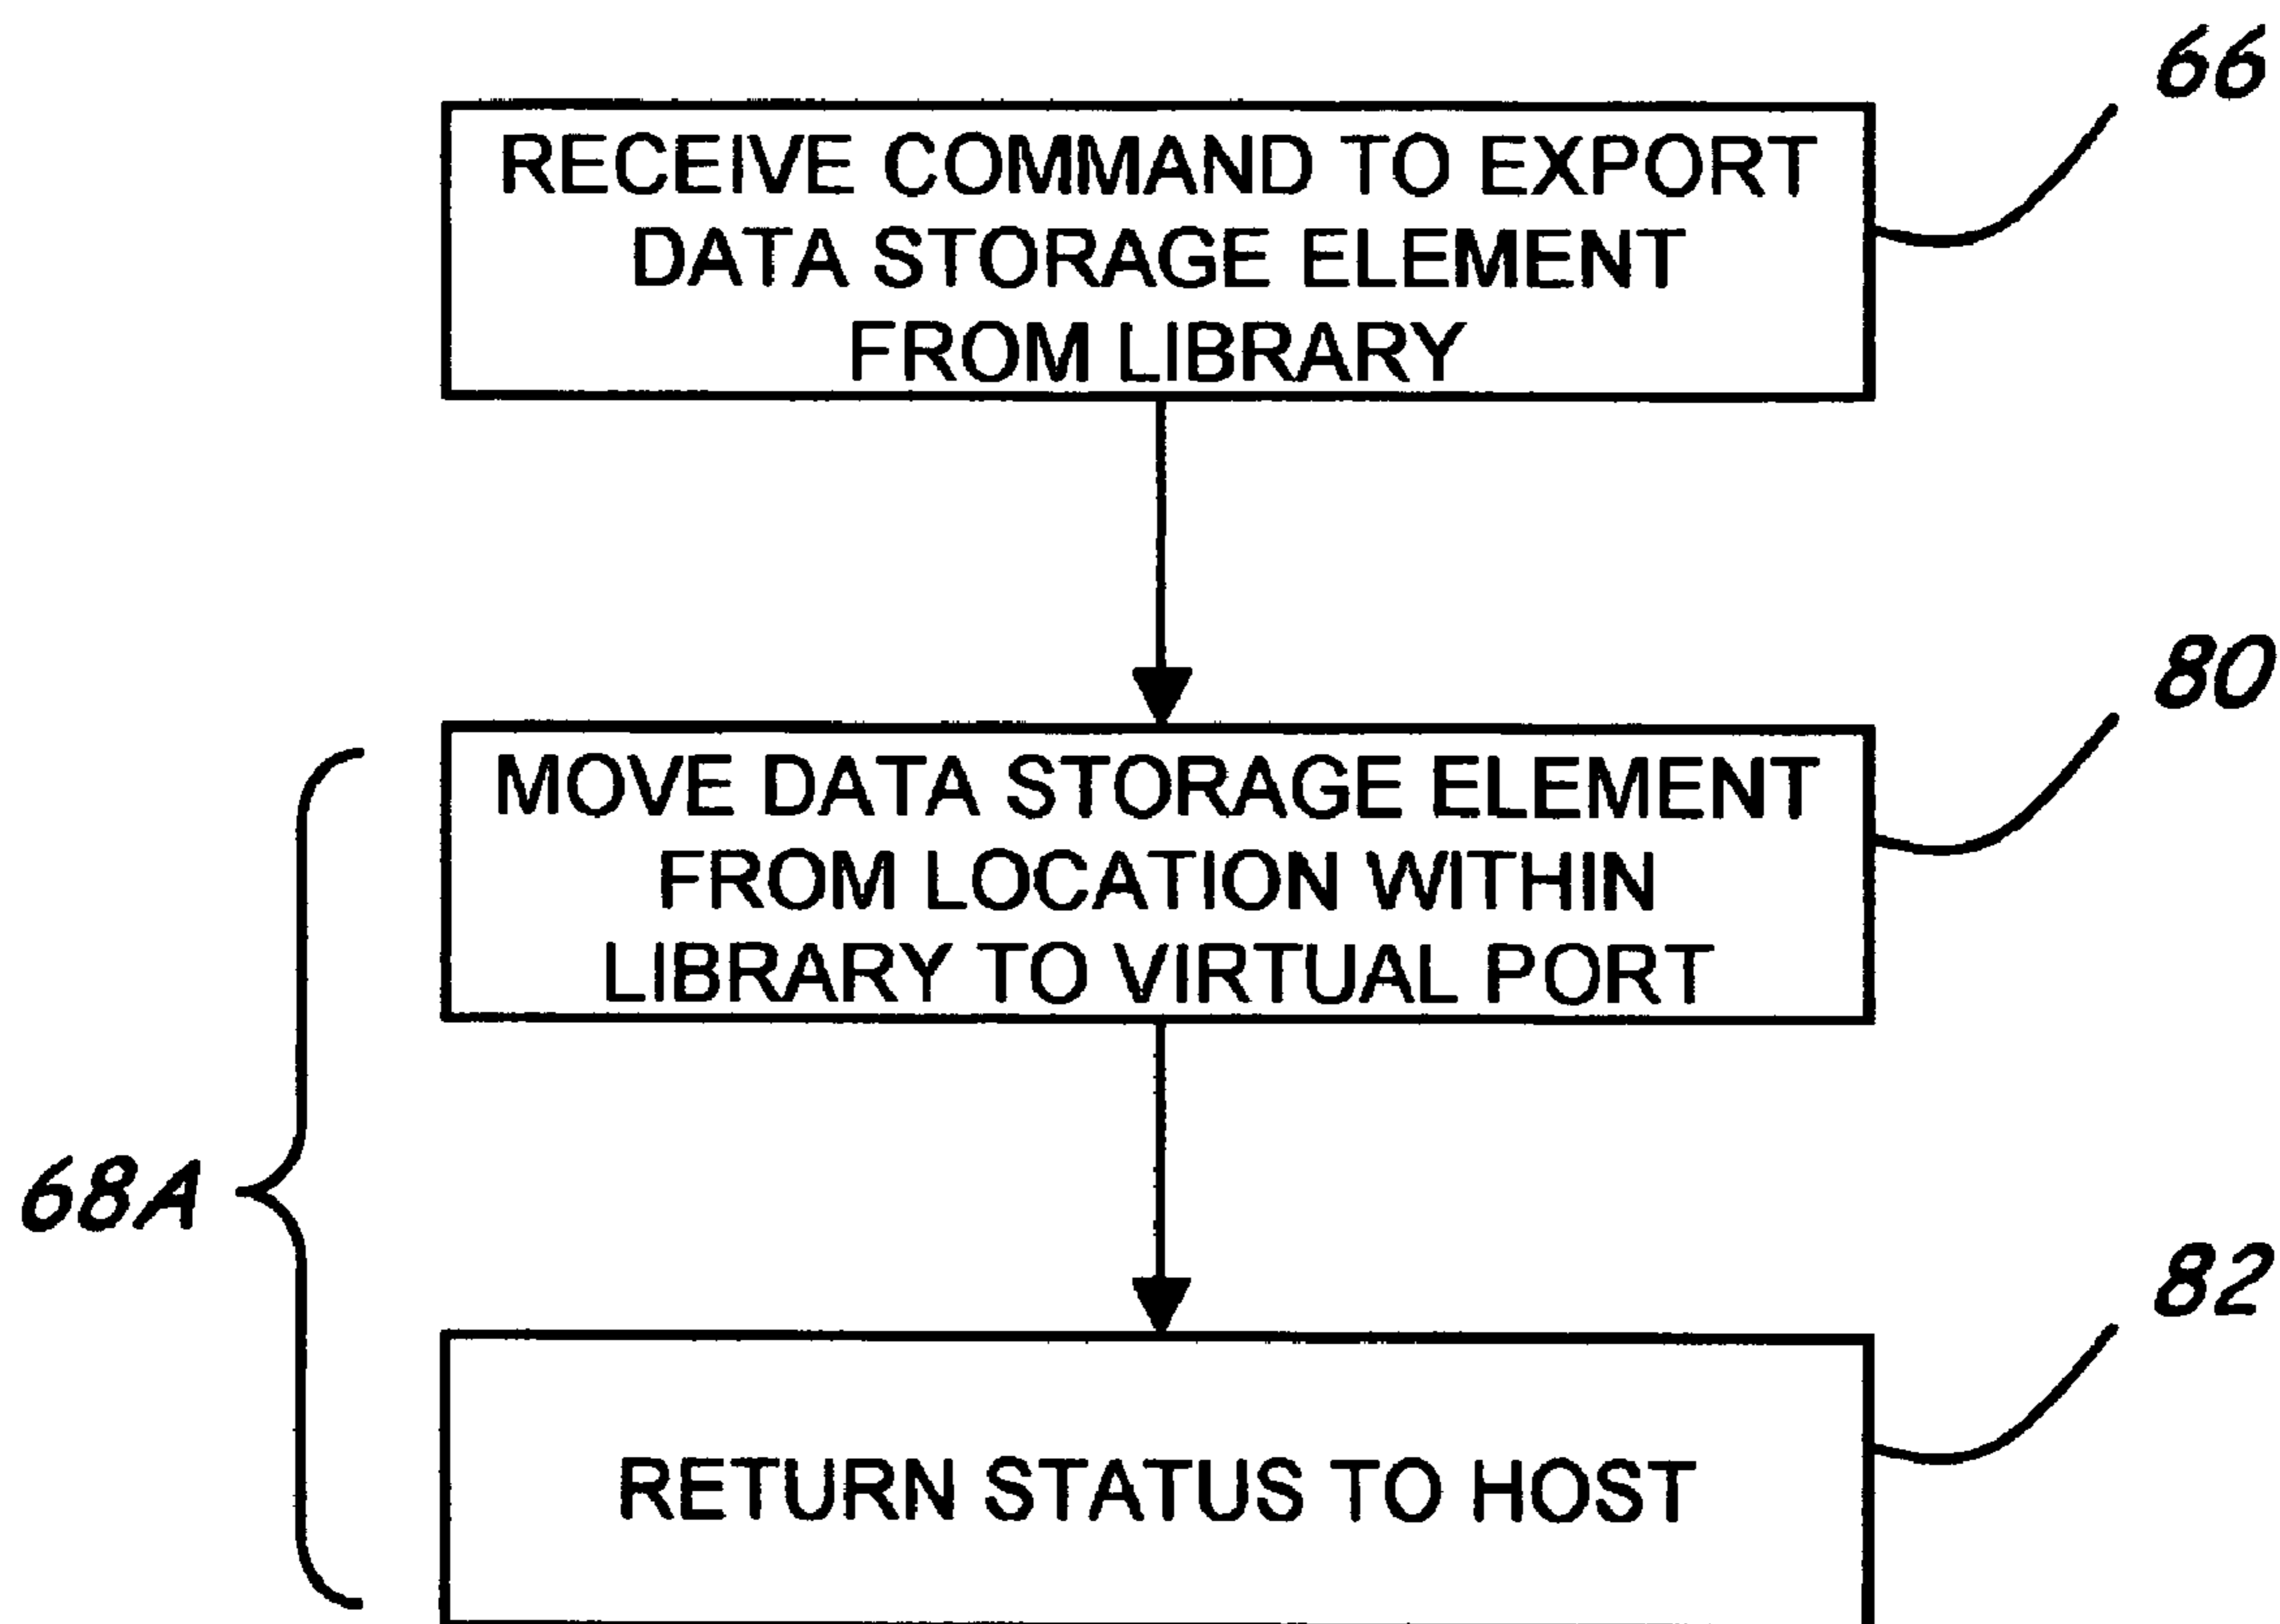 66
RECEIVE COMMAND TO EXPORT
DATA STORAGE ELEMENT
FROM LIBRARY
80
MOVE DATA STORAGE ELEMENT
FROM LOCATION WITHIN
LIBRARY TO VIRTUAL PORT
68A
82
RETURN STATUS TO HOST